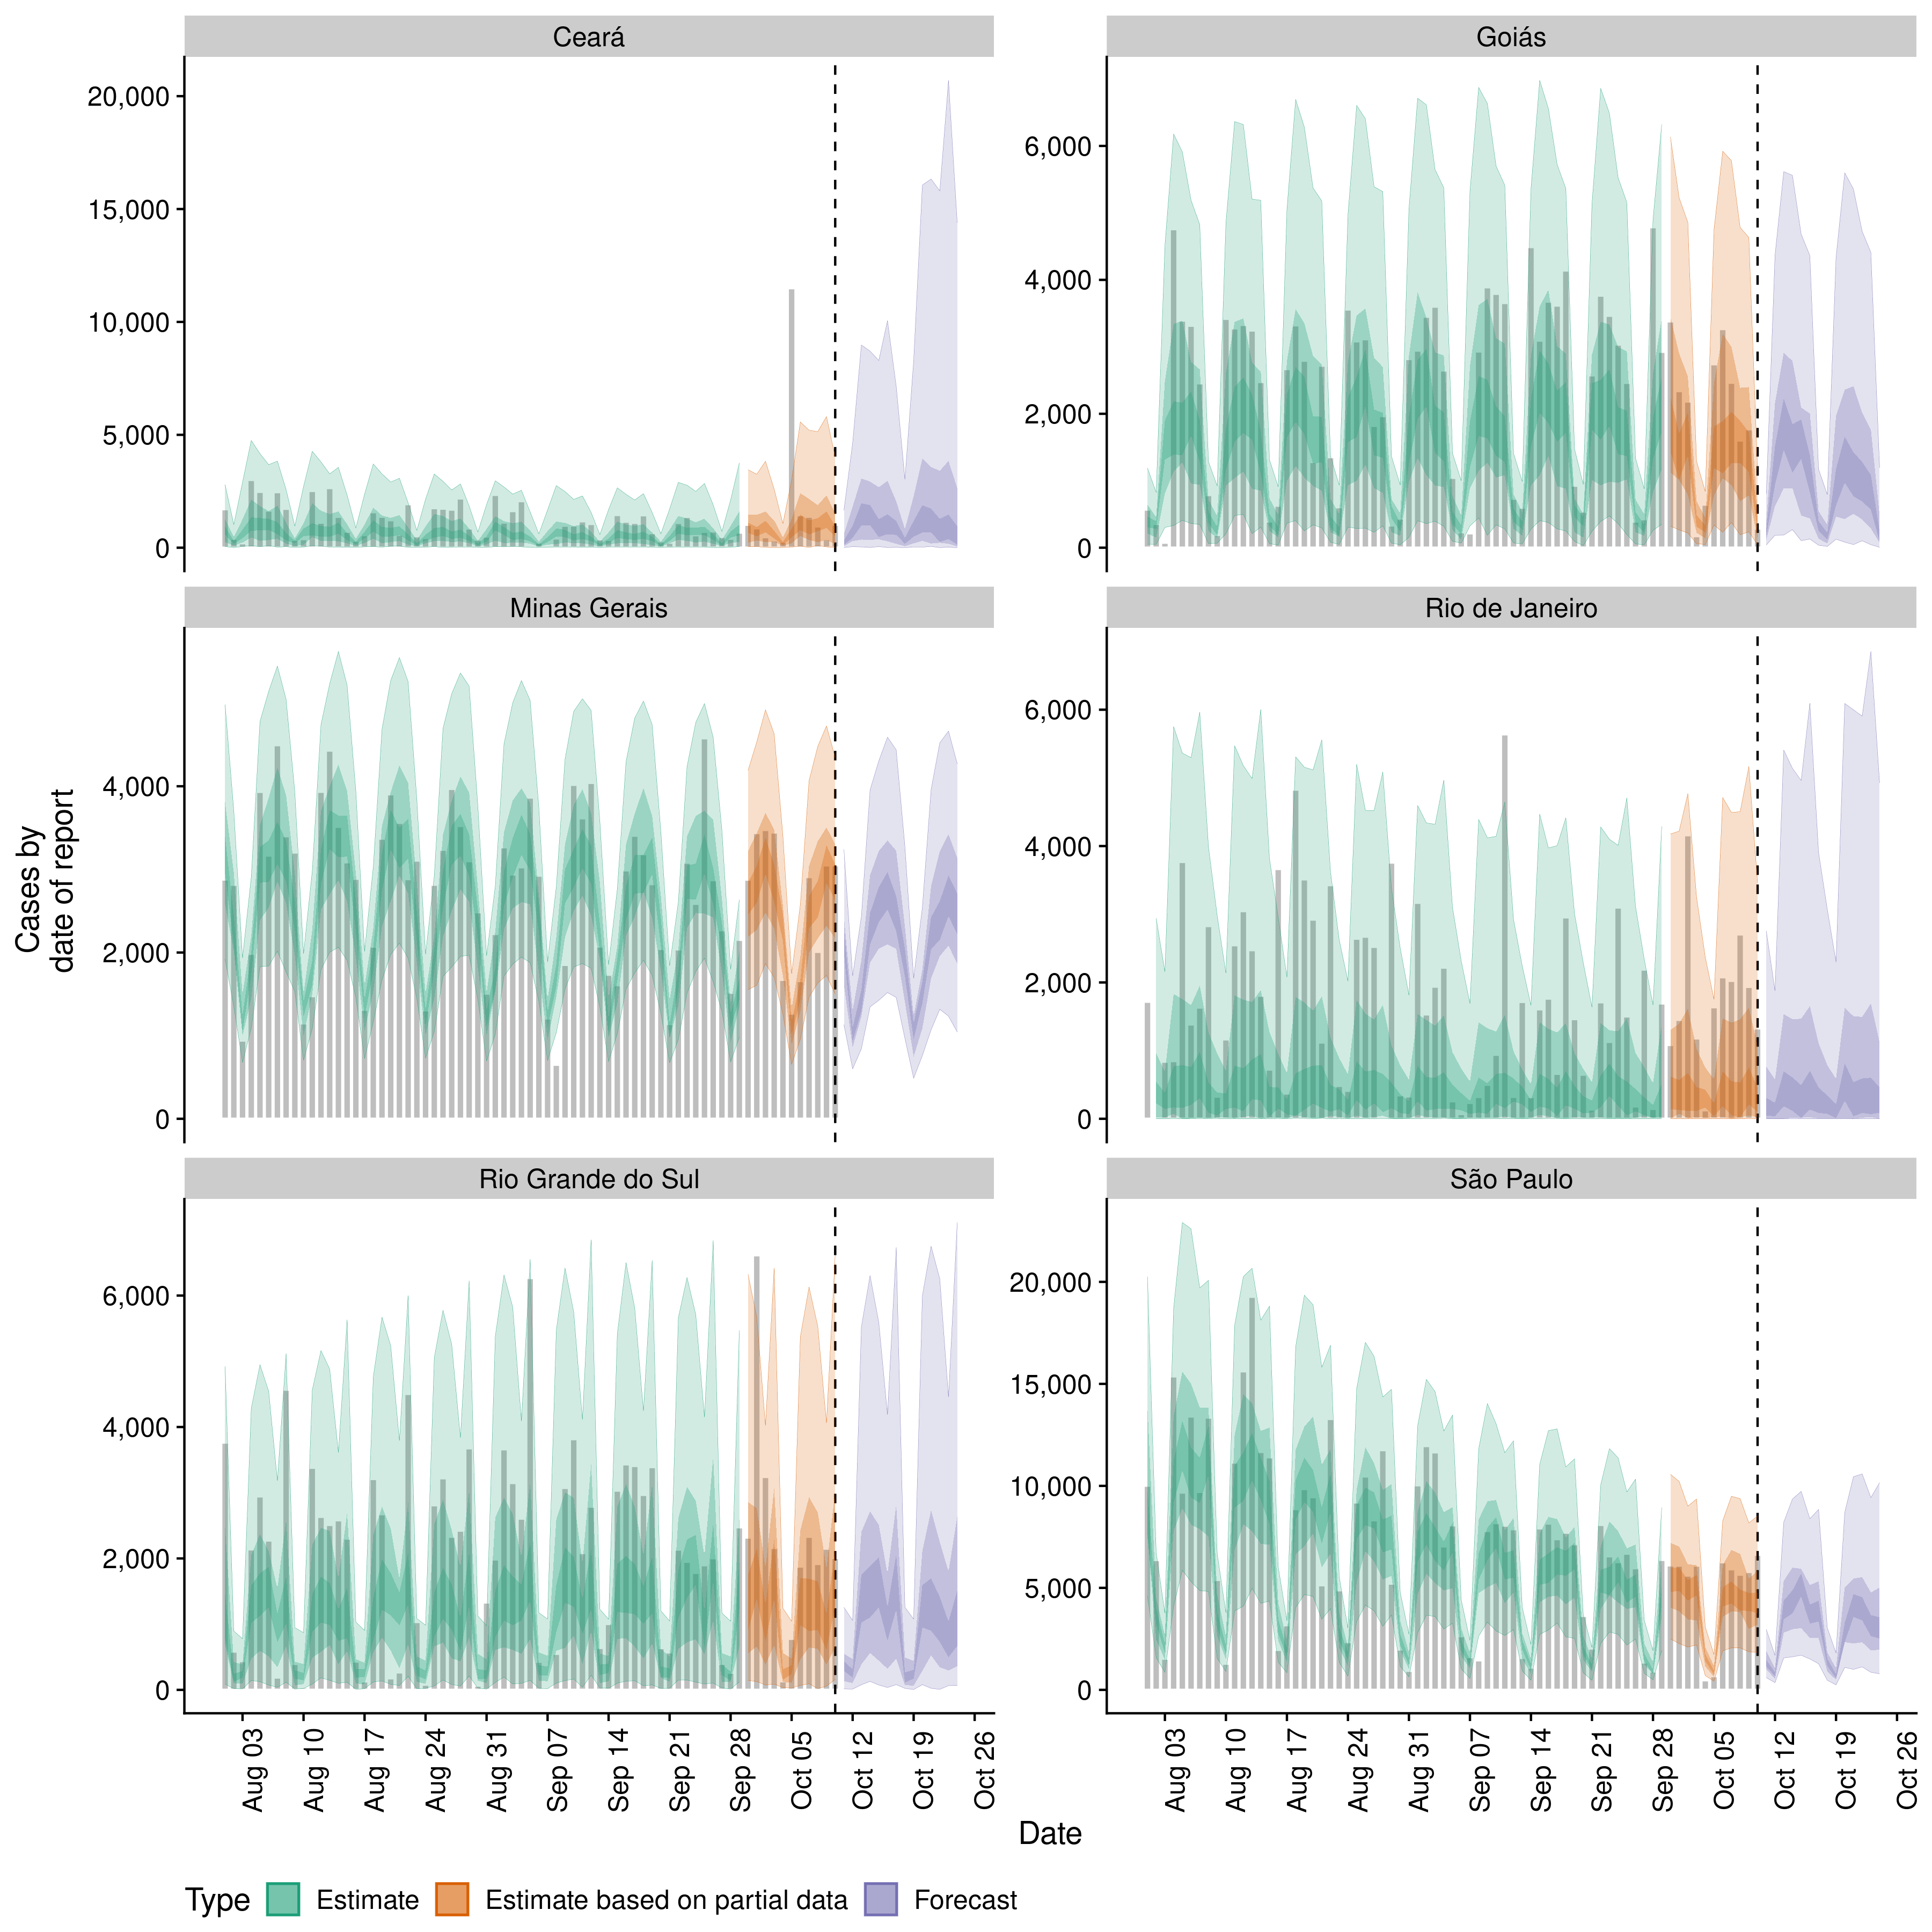 Ceará
Goiás
20,000
15,000
10,000
5,000
0
6,000
4,000
2,000
0
Minas Gerais
Rio de Janeiro
4,000
2,000
0
6,000
4,000
2,000
0
Cases by
date of report
Rio Grande do Sul
São Paulo
6,000
4,000
2,000
0
20,000
15,000
10,000
5,000
0
Aug 03
Aug 10
Aug 17
Aug 24
Aug 31
Sep 07
Sep 14
Sep 21
Sep 28
Oct 05
Oct 12
Oct 19
Oct 26
Aug 03
Aug 10
Aug 17
Aug 24
Aug 31
Sep 07
Sep 14
Sep 21
Sep 28
Oct 05
Oct 12
Oct 19
Oct 26
Date
Type Estimate Estimate based on partial data Forecast